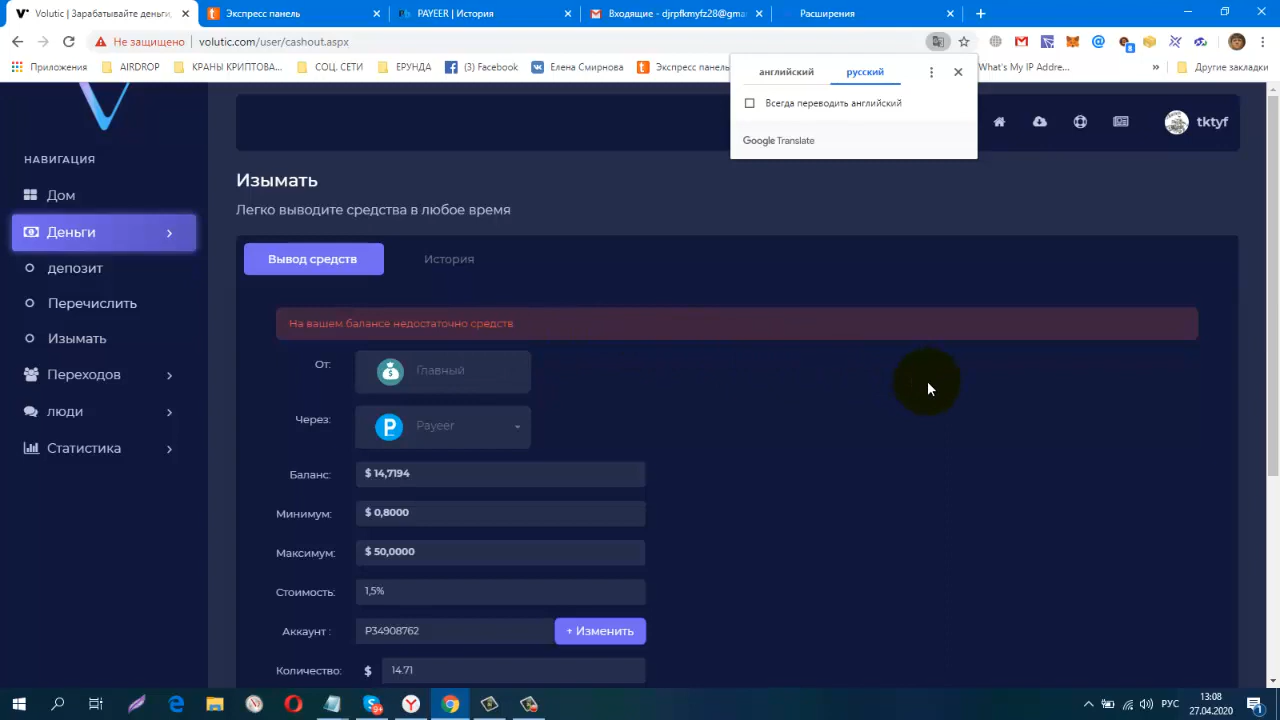 Volutic | Зарабатывайте деньги,
Экспресс панель
PAYEER | История
Входящие - djrpfkmyfz28@gma
Расширения
Не защищено
volutic.com/user/cashout.aspx
Приложения
AIRDROP
КРАНЫ КРИПТОВА...
СОЦ. СЕТИ
ЕРУНДА
(3) Facebook
Елена Смирнова
Экспресс панель
What's My IP Addre...
»
Другие закладки
английский
русский
Всегда переводить английский
Google Translate
tktyf
НАВИГАЦИЯ
Дом
Деньги
депозит
Перечислить
Изымать
Переходов
люди
Статистика
Изымать
Легко выводите средства в любое время
Вывод средств
История
На вашем балансе недостаточно средств.
От:
Главный
Через:
Payeer
Баланс:
$ 14,7194
Минимум:
$ 0,8000
Максимум:
$ 50,0000
Стоимость:
1,5%
Аккаунт :
P34908762
+ Изменить
Количество:
$
14.71
РУС
13:08
27.04.2020